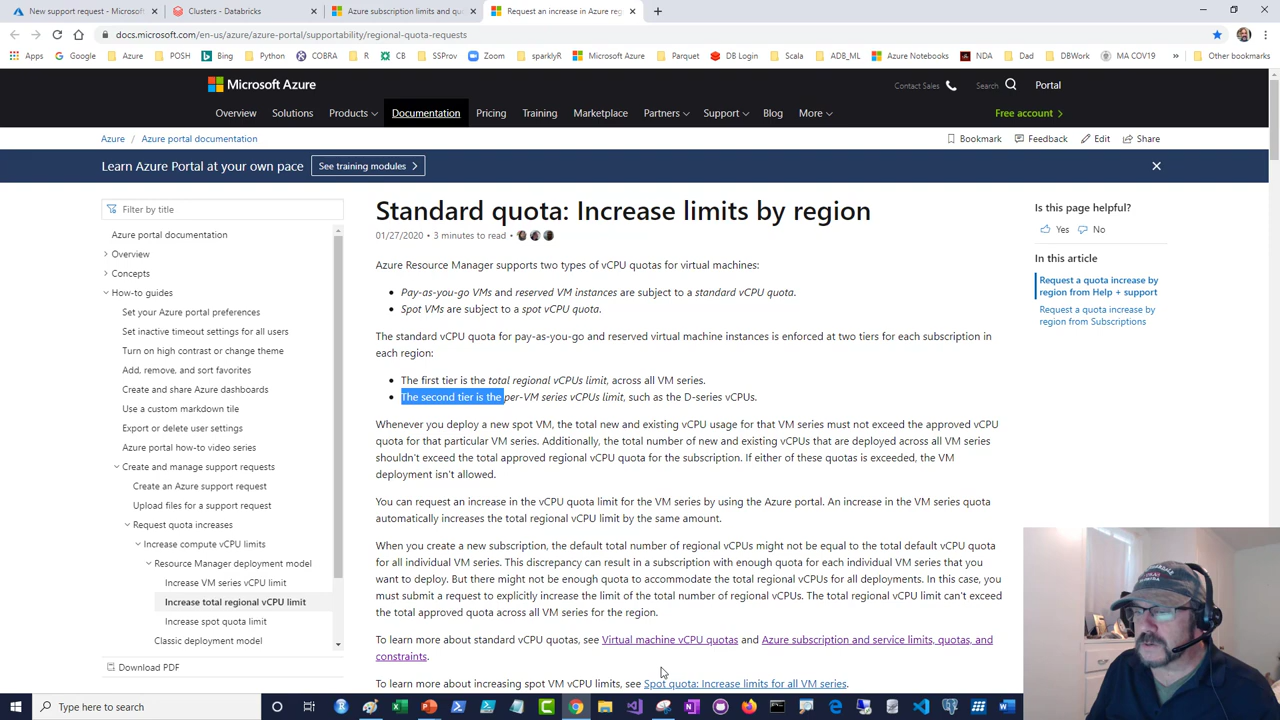 New support request - Microsoft
Clusters - Databricks
Azure subscription limits and quo
Request an increase in Azure reg
docs.microsoft.com/en-us/azure/azure-portal/supportability/regional-quota-requests
Apps
Google
Azure
POSH
Bing
Python
COBRA
R
CB
SSProv
Zoom
sparklyR
Microsoft Azure
Parquet
DB Login
Scala
ADB_ML
Azure Notebooks
NDA
Dad
DBWork
MA COV19
»
Other bookmarks
Microsoft Azure
Contact Sales
Search
Portal
Overview
Solutions
Products
Documentation
Pricing
Training
Marketplace
Partners
Support
Blog
More
Free account
Azure / Azure portal documentation
Bookmark
Feedback
Edit
Share
Learn Azure Portal at your own pace
See training modules
Filter by title
Azure portal documentation
Overview
Concepts
How-to guides
Set your Azure portal preferences
Set inactive timeout settings for all users
Turn on high contrast or change theme
Add, remove, and sort favorites
Create and share Azure dashboards
Use a custom markdown tile
Export or delete user settings
Azure portal how-to video series
Create and manage support requests
Create an Azure support request
Upload files for a support request
Request quota increases
Increase compute vCPU limits
Resource Manager deployment model
Increase VM series vCPU limit
Increase total regional vCPU limit
Increase spot quota limit
Classic deployment model
Download PDF
Standard quota: Increase limits by region
01/27/2020 • 3 minutes to read •
Azure Resource Manager supports two types of vCPU quotas for virtual machines:
• Pay-as-you-go VMs and reserved VM instances are subject to a standard vCPU quota.
• Spot VMs are subject to a spot vCPU quota.
The standard vCPU quota for pay-as-you-go and reserved virtual machine instances is enforced at two tiers for each subscription in
each region:
• The first tier is the total regional vCPUs limit, across all VM series.
• The second tier is the per-VM series vCPUs limit, such as the D-series vCPUs.
Whenever you deploy a new spot VM, the total new and existing vCPU usage for that VM series must not exceed the approved vCPU
quota for that particular VM series. Additionally, the total number of new and existing vCPUs that are deployed across all VM series
shouldn't exceed the total approved regional vCPU quota for the subscription. If either of these quotas is exceeded, the VM
deployment isn't allowed.
You can request an increase in the vCPU quota limit for the VM series by using the Azure portal. An increase in the VM series quota
automatically increases the total regional vCPU limit by the same amount.
When you create a new subscription, the default total number of regional vCPUs might not be equal to the total default vCPU quota
for all individual VM series. This discrepancy can result in a subscription with enough quota for each individual VM series that you
want to deploy. But there might not be enough quota to accommodate the total regional vCPUs for all deployments. In this case, you
must submit a request to explicitly increase the limit of the total number of regional vCPUs. The total regional vCPU limit can't exceed
the total approved quota across all VM series for the region.
To learn more about standard vCPU quotas, see Virtual machine vCPU quotas and Azure subscription and service limits, quotas, and
constraints.
To learn more about increasing spot VM vCPU limits, see Spot quota: Increase limits for all VM series.
Is this page helpful?
Yes
No
In this article
Request a quota increase by
region from Help + support
Request a quota increase by
region from Subscriptions
Type here to search